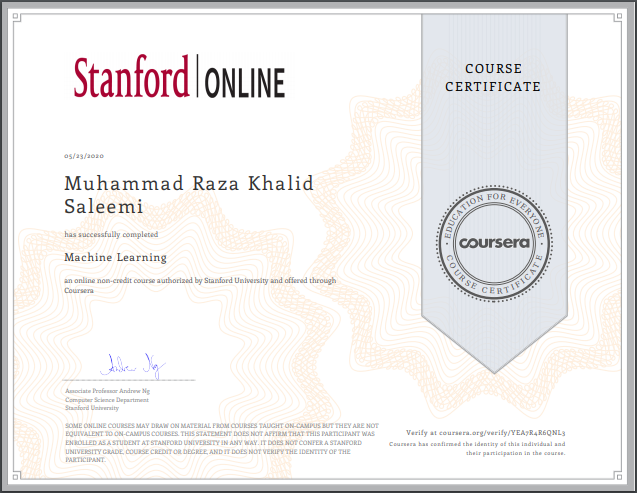 Stanford | ONLINE
COURSE
CERTIFICATE
05/23/2020
Muhammad Raza Khalid
Saleemi
has successfully completed
Machine Learning
an online non-credit course authorized by Stanford University and offered through
Coursera
EDUCATION FOR EVERYONE
coursera
COURSE CERTIFICATE
Associate Professor Andrew Ng
Computer Science Department
Stanford University
SOME ONLINE COURSES MAY DRAW ON MATERIAL FROM COURSES TAUGHT ON-CAMPUS BUT THEY ARE NOT
EQUIVALENT TO ON-CAMPUS COURSES. THIS STATEMENT DOES NOT AFFIRM THAT THIS PARTICIPANT WAS
ENROLLED AS A STUDENT AT STANFORD UNIVERSITY IN ANY WAY. IT DOES NOT CONFER A STANFORD
UNIVERSITY GRADE, COURSE CREDIT OR DEGREE, AND IT DOES NOT VERIFY THE IDENTITY OF THE
PARTICIPANT.
Verify at coursera.org/verify/YEA7R4R6QNL3
Coursera has confirmed the identity of this individual and
their participation in the course.